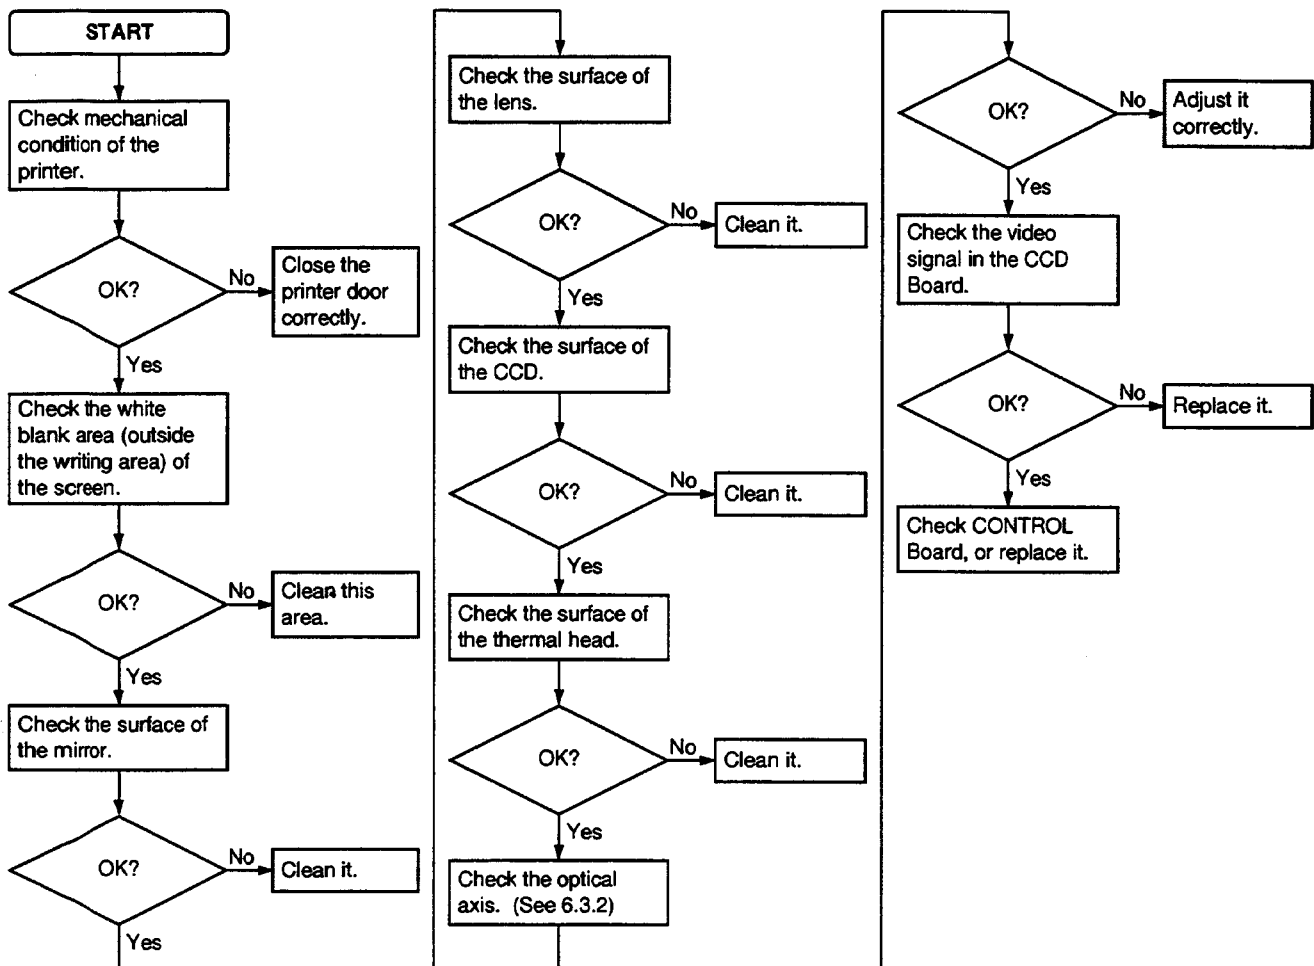 START
Check mechanical
condition of the
printer.
OK?
No
Close the
printer door
correctly.
Yes
Check the white
blank area (outside
the writing area) of
the screen.
OK?
No
Clean this
area.
Yes
Check the surface of
the mirror.
OK?
No
Clean it.
Yes
Check the surface of
the lens.
OK?
No
Clean it.
Yes
Check the surface of
the CCD.
OK?
No
Clean it.
Yes
Check the surface of
the thermal head.
OK?
No
Clean it.
Yes
Check the optical
axis. (See 6.3.2)
OK?
No
Adjust it
correctly.
Yes
Check the video
signal in the CCD
Board.
OK?
No
Replace it.
Yes
Check CONTROL
Board, or replace it.